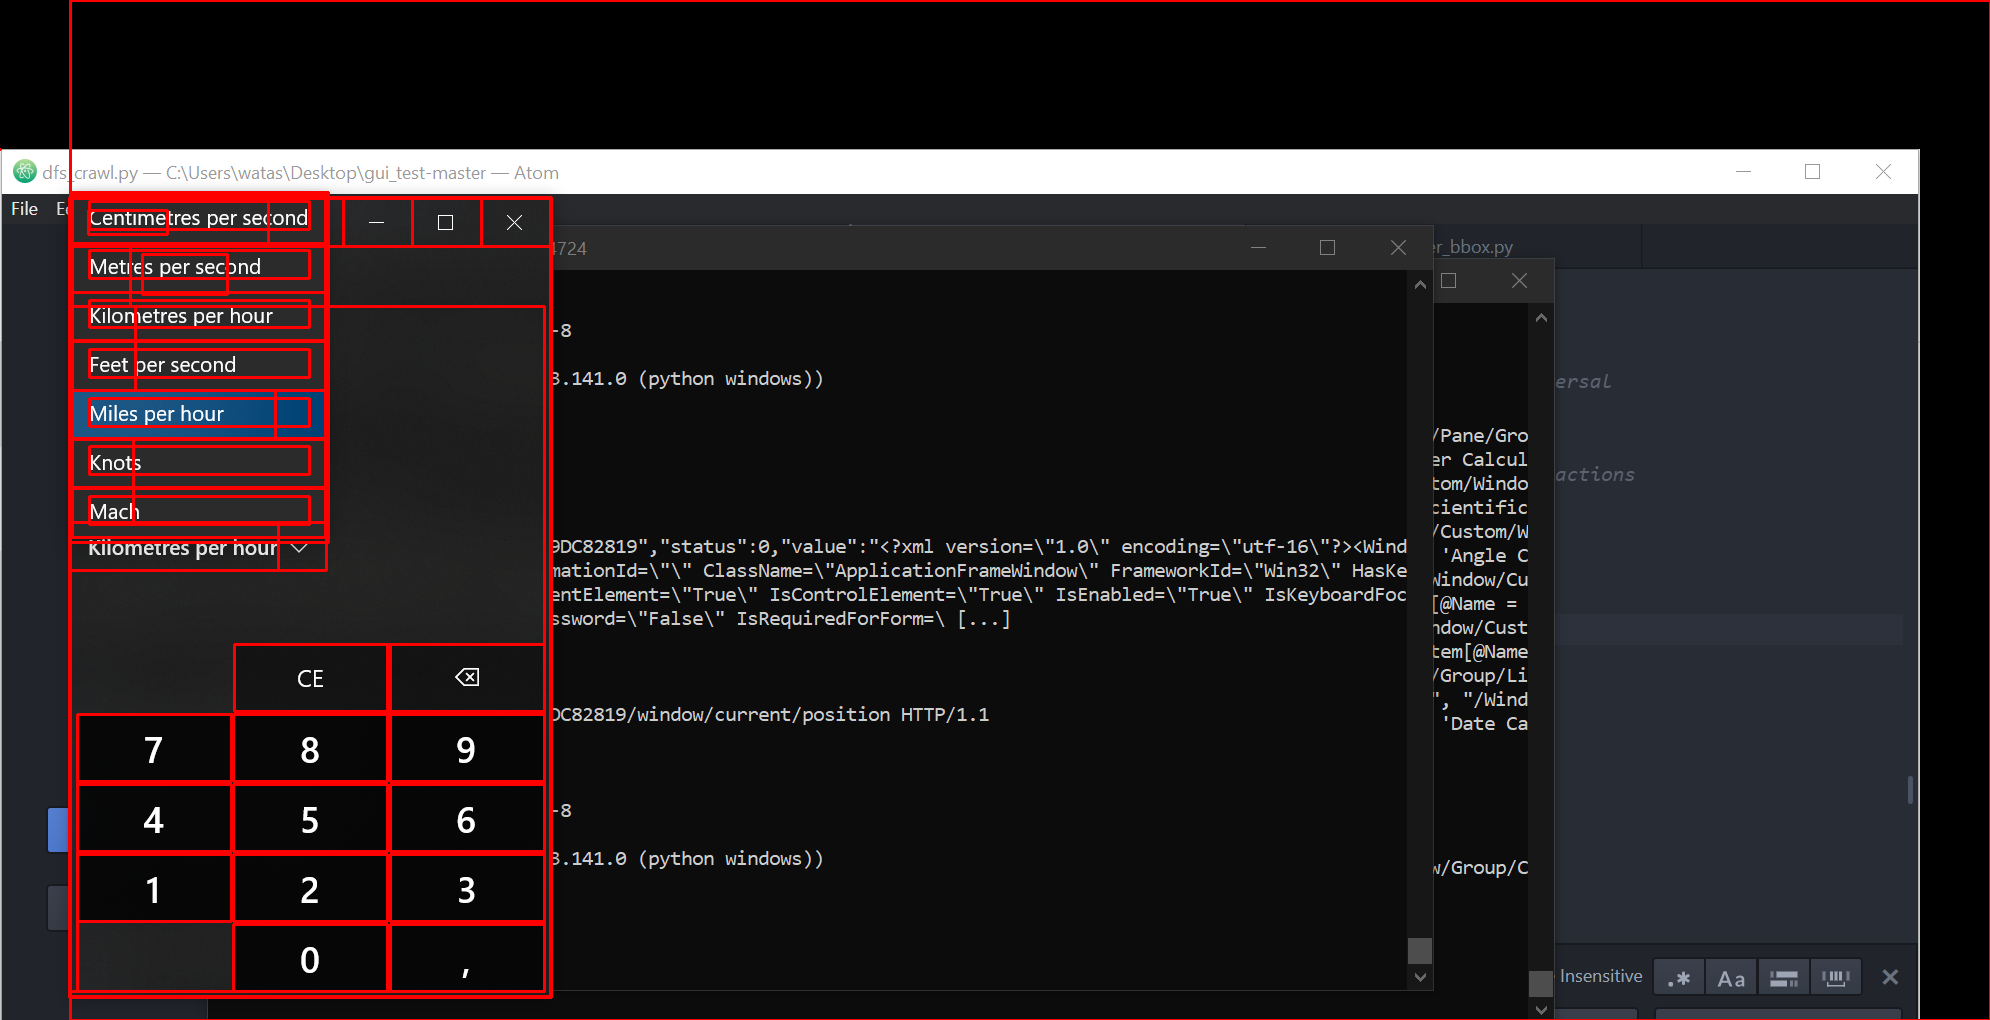 dfs_crawl.py — C:\Users\watas\Desktop\gui_test-master — Atom
File
Centimetres per second
Metres per second
Kilometres per hour
Feet per second
Miles per hour
Knots
Mach
Kilometres per hour
CE
7 8 9
4 5 6
1 2 3
0 ,
4724
-8
3.141.0 (python windows))
9DC82819","status":0,"value":"<?xml version=\"1.0\" encoding=\"utf-16\"?><Wind
mationId=\"\" ClassName=\"ApplicationFrameWindow\" FrameworkId=\"Win32\" HasKe
entElement=\"True\" IsControlElement=\"True\" IsEnabled=\"True\" IsKeyboardFoc
ssword=\"False\" IsRequiredForForm=\ [...]
DC82819/window/current/position HTTP/1.1
-8
3.141.0 (python windows))
er_bbox.py
/Pane/Gro
er Calcul
tom/Windo
cientific
/Custom/W
'Angle C
Window/Cu
[@Name =
ndow/Cust
tem[@Name
/Group/Li
", "/Wind
'Date Ca
w/Group/C
ersal
actions
Insensitive
.* Aa